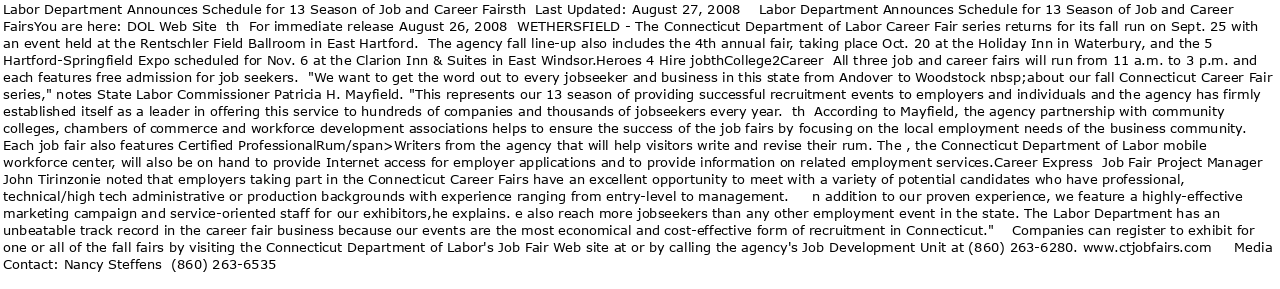 Labor Department Announces Schedule for 13 Season of Job and Career Fairsth  Last Updated: August 27, 2008    Labor Department Announces Schedule for 13 Season of Job and Career
FairsYou are here: DOL Web Site  th  For immediate release August 26, 2008  WETHERSFIELD - The Connecticut Department of Labor Career Fair series returns for its fall run on Sept. 25 with
an event held at the Rentschler Field Ballroom in East Hartford.  The agency fall line-up also includes the 4th annual fair, taking place Oct. 20 at the Holiday Inn in Waterbury, and the 5
Hartford-Springfield Expo scheduled for Nov. 6 at the Clarion Inn & Suites in East Windsor.Heroes 4 Hire jobthCollege2Career  All three job and career fairs will run from 11 a.m. to 3 p.m. and
each features free admission for job seekers.  "We want to get the word out to every jobseeker and business in this state from Andover to Woodstock nbsp;about our fall Connecticut Career Fair
series," notes State Labor Commissioner Patricia H. Mayfield. "This represents our 13 season of providing successful recruitment events to employers and individuals and the agency has firmly
established itself as a leader in offering this service to hundreds of companies and thousands of jobseekers every year.  th  According to Mayfield, the agency partnership with community
colleges, chambers of commerce and workforce development associations helps to ensure the success of the job fairs by focusing on the local employment needs of the business community.
Each job fair also features Certified ProfessionalRum/span>Writers from the agency that will help visitors write and revise their rum. The , the Connecticut Department of Labor mobile
workforce center, will also be on hand to provide Internet access for employer applications and to provide information on related employment services.Career Express  Job Fair Project Manager
John Tirinzonie noted that employers taking part in the Connecticut Career Fairs have an excellent opportunity to meet with a variety of potential candidates who have professional,
technical/high tech administrative or production backgrounds with experience ranging from entry-level to management.     n addition to our proven experience, we feature a highly-effective
marketing campaign and service-oriented staff for our exhibitors,he explains. e also reach more jobseekers than any other employment event in the state. The Labor Department has an
unbeatable track record in the career fair business because our events are the most economical and cost-effective form of recruitment in Connecticut."    Companies can register to exhibit for
one or all of the fall fairs by visiting the Connecticut Department of Labor's Job Fair Web site at or by calling the agency's Job Development Unit at (860) 263-6280. www.ctjobfairs.com     Media
Contact: Nancy Steffens  (860) 263-6535